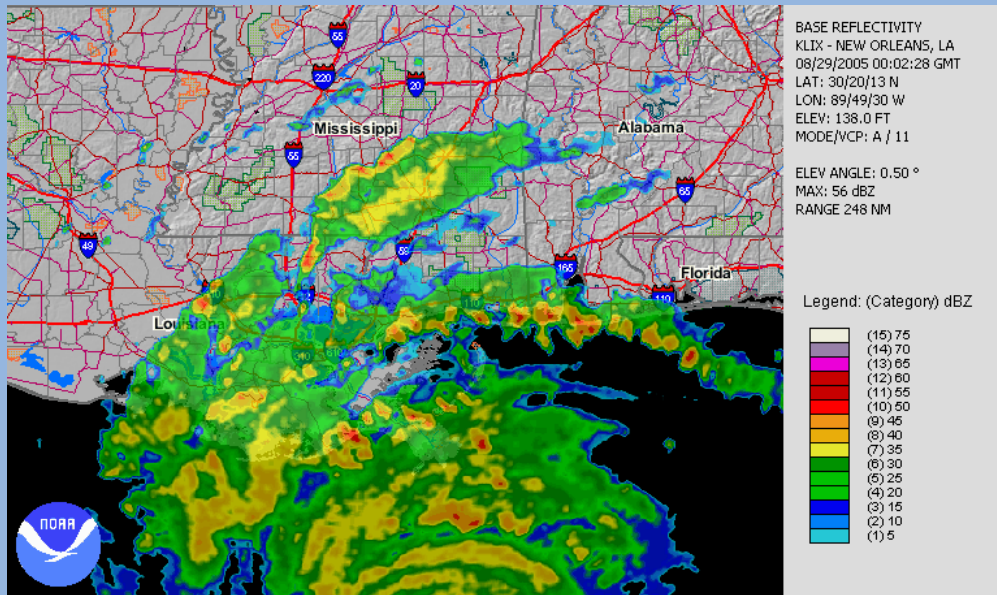 BASE REFLECTIVITY
KLIX - NEW ORLEANS, LA
08/29/2005 00:02:28 GMT
LAT: 30/20/13 N
LON: 89/49/30 W
ELEV: 138.0 FT
MODE/VCP: A / 11
ELEV ANGLE: 0.50 °
MAX: 56 dBZ
RANGE 248 NM
Legend: (Category) dBZ
(15) 75
(14) 70
(13) 65
(12) 60
(11) 55
(10) 50
(9) 45
(8) 40
(7) 35
(6) 30
(5) 25
(4) 20
(3) 15
(2) 10
(1) 5
55
220
20
Mississippi
Alabama
55
65
49
59
165
Florida
110
110
Louisiana
310
610
NOAA